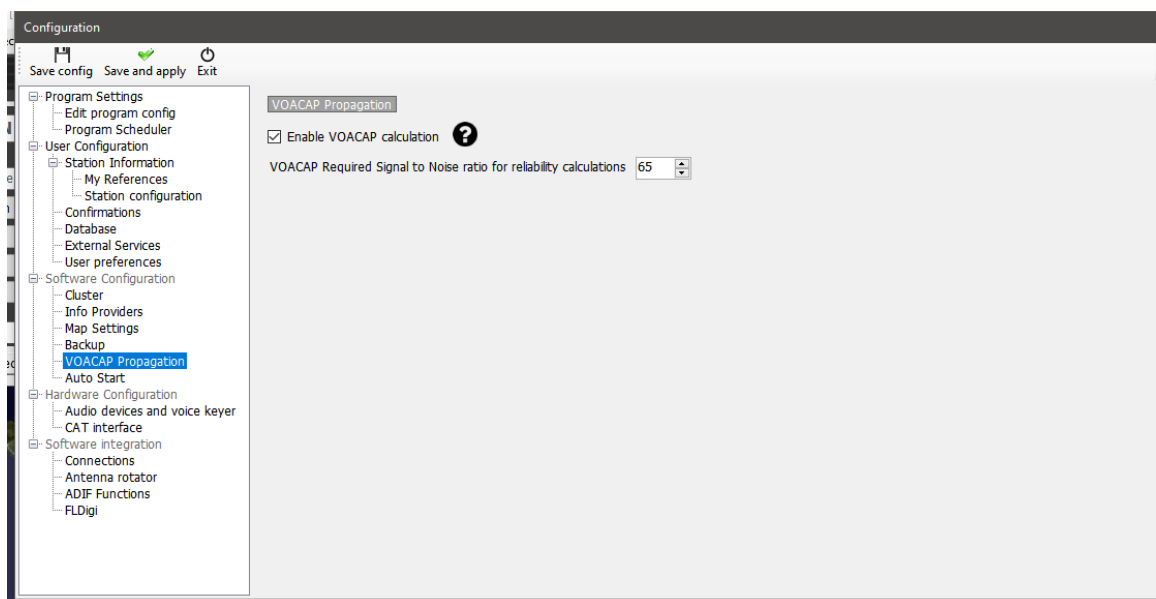 Configuration
Save config Save and apply Exit
Program Settings
Edit program config
Program Scheduler
User Configuration
Station Information
My References
Station configuration
Confirmations
Database
External Services
User preferences
Software Configuration
Cluster
Info Providers
Map Settings
Backup
VOACAP Propagation
Auto Start
Hardware Configuration
Audio devices and voice keyer
CAT interface
Software integration
Connections
Antenna rotator
ADIF Functions
FLDigi
VOACAP Propagation
Enable VOACAP calculation ?
VOACAP Required Signal to Noise ratio for reliability calculations 65